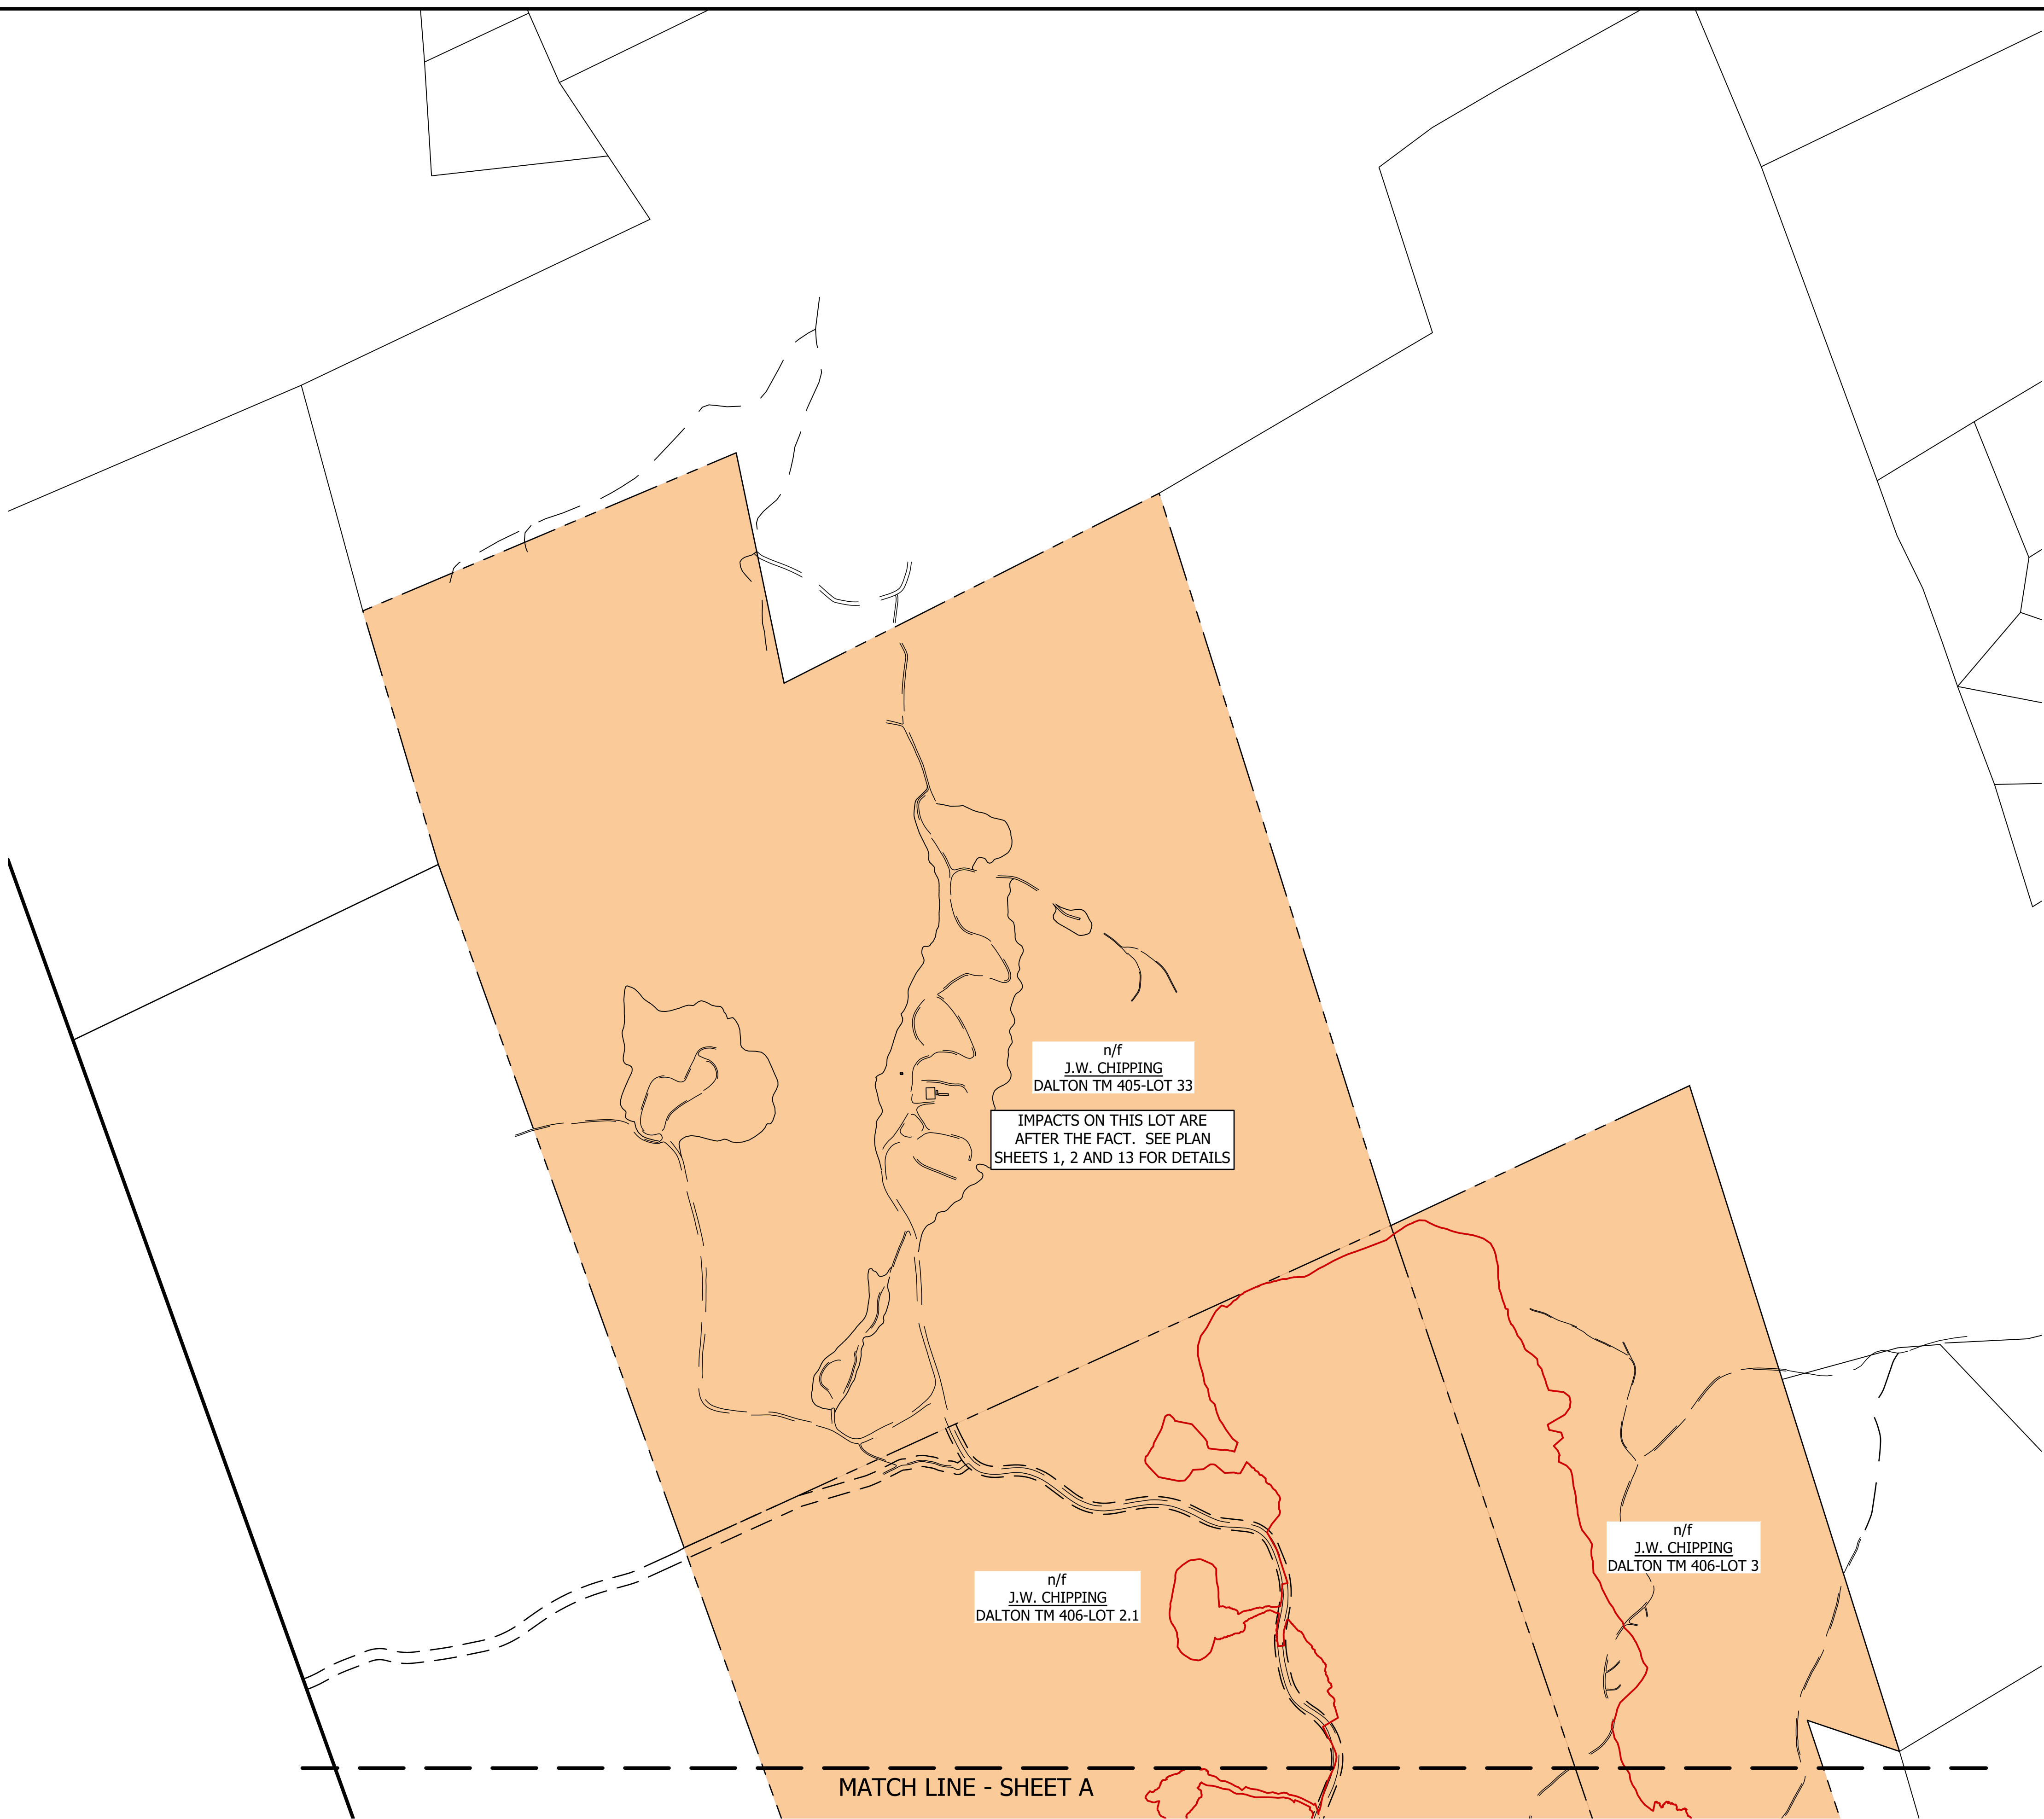 n/f
J.W. CHIPPING
DALTON TM 405-LOT 33
IMPACTS ON THIS LOT ARE
AFTER THE FACT.  SEE PLAN
SHEETS 1, 2 AND 13 FOR DETAILS
n/f
J.W. CHIPPING
DALTON TM 406-LOT 3
n/f
J.W. CHIPPING
DALTON TM 406-LOT 2.1
MATCH LINE - SHEET A